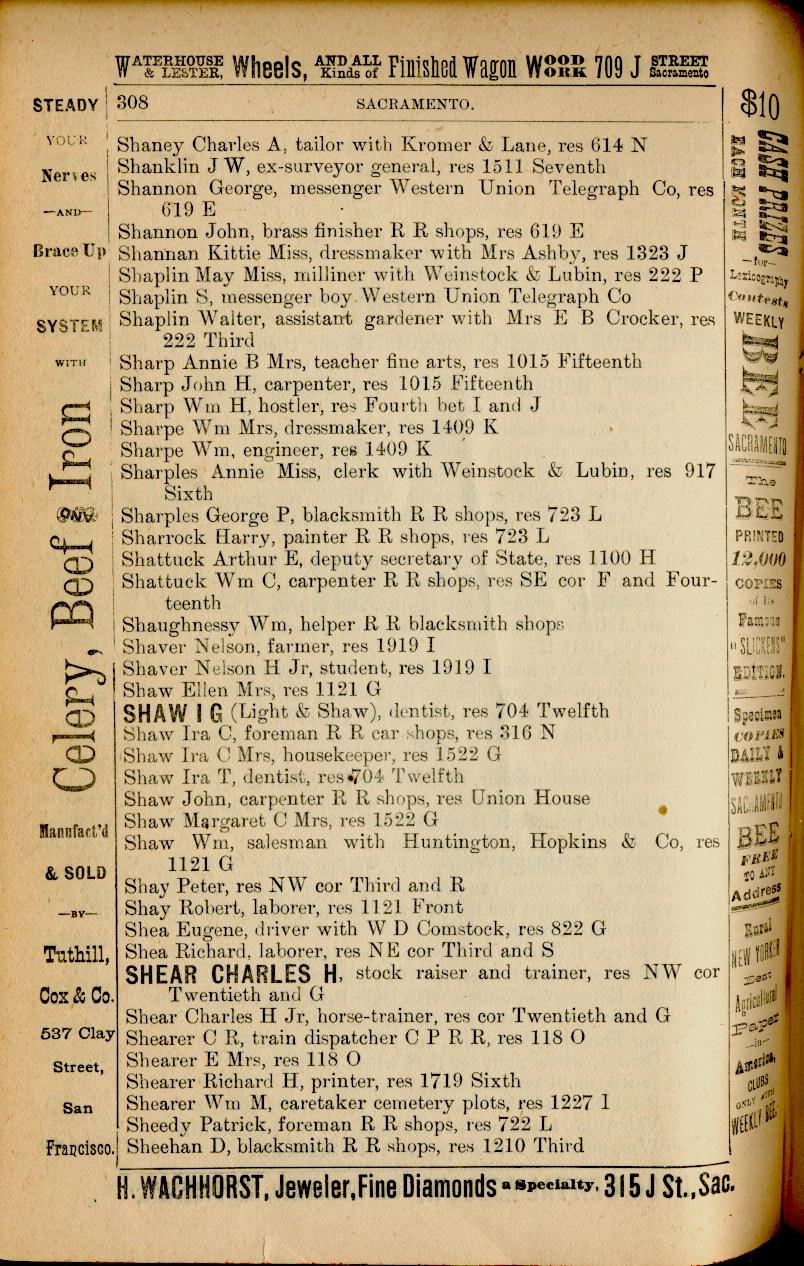 WATERHOUSE & LESTER, Wheels, AND ALL Kinds of Finished Wagon WOOD WORK 709 J STREET Sacramento
308 SACRAMENTO.
Shaney Charles A, tailor with Kromer & Lane, res 614 N
Shanklin J W, ex-surveyor general, res 1511 Seventh
Shannon George, messenger Western Union Telegraph Co, res
619 E
Shannon John, brass finisher R R shops, res 619 E
Shannan Kittie Miss, dressmaker with Mrs Ashby, res 1323 J
Shaplin May Miss, milliner with Weinstock & Lubin, res 222 P
Shaplin S, messenger boy Western Union Telegraph Co
Shaplin Walter, assistant gardener with Mrs E B Crocker, res
222 Third
Sharp Annie B Mrs, teacher fine arts, res 1015 Fifteenth
Sharp John H, carpenter, res 1015 Fifteenth
Sharp Wm H, hostler, res Fourth bet I and J
Sharpe Wm Mrs, dressmaker, res 1409 K
Sharpe Wm, engineer, res 1409 K
Sharples Annie Miss, clerk with Weinstock & Lubin, res 917
Sixth
Sharples George P, blacksmith R R shops, res 723 L
Sharrock Harry, painter R R shops, res 723 L
Shattuck Arthur E, deputy secretary of State, res 1100 H
Shattuck Wm C, carpenter R R shops, res SE cor F and Four-
teenth
Shaughnessy Wm, helper R R blacksmith shops
Shaver Nelson, farmer, res 1919 I
Shaver Nelson H Jr, student, res 1919 I
Shaw Ellen Mrs, res 1121 G
SHAW I G (Light & Shaw), dentist, res 704 Twelfth
Shaw Ira C, foreman R R car shops, res 316 N
Shaw Ira C Mrs, housekeeper, res 1522 G
Shaw Ira T, dentist, res 704 Twelfth
Shaw John, carpenter R R shops, res Union House
Shaw Margaret C Mrs, res 1522 G
Shaw Wm, salesman with Huntington, Hopkins & Co, res
1121 G
Shay Peter, res NW cor Third and R
Shay Robert, laborer, res 1121 Front
Shea Eugene, driver with W D Comstock, res 822 G
Shea Richard, laborer, res NE cor Third and S
SHEAR CHARLES H, stock raiser and trainer, res NW cor
Twentieth and G
Shear Charles H Jr, horse-trainer, res cor Twentieth and G
Shearer C R, train dispatcher C P R R, res 118 O
Shearer E Mrs, res 118 O
Shearer Richard H, printer, res 1719 Sixth
Shearer Wm M, caretaker cemetery plots, res 1227 I
Sheedy Patrick, foreman R R shops, res 722 L
Sheehan D, blacksmith R R shops, res 1210 Third
H. WACHHORST, Jeweler, Fine Diamonds a Specialty, 315 J St., Sac.
STEADY
YOUR
Nerves
—AND—
Brace Up
YOUR
SYSTEM
WITH
Celery, Beef AND Iron
Manufact'd
& SOLD
—BY—
Tuthill,
Cox & Co.
537 Clay
Street,
San
Francisco.
$10
CASH PRIZES
EACH MONTH
—for—
Lexicography
Contests
WEEKLY
BEE
SACRAMENTO
The
BEE
PRINTED
12,000
COPIES
of Its
Famous
"SLICKENS"
EDITION.
Specimen
COPIES
DAILY &
WEEKLY
SACRAMENTO
BEE
FREE
TO ANY
Address
Rural
NEW YORKER
Best
Agricultural
Paper
—in—
America,
CLUBS
ONLY WITH
WEEKLY BEE.